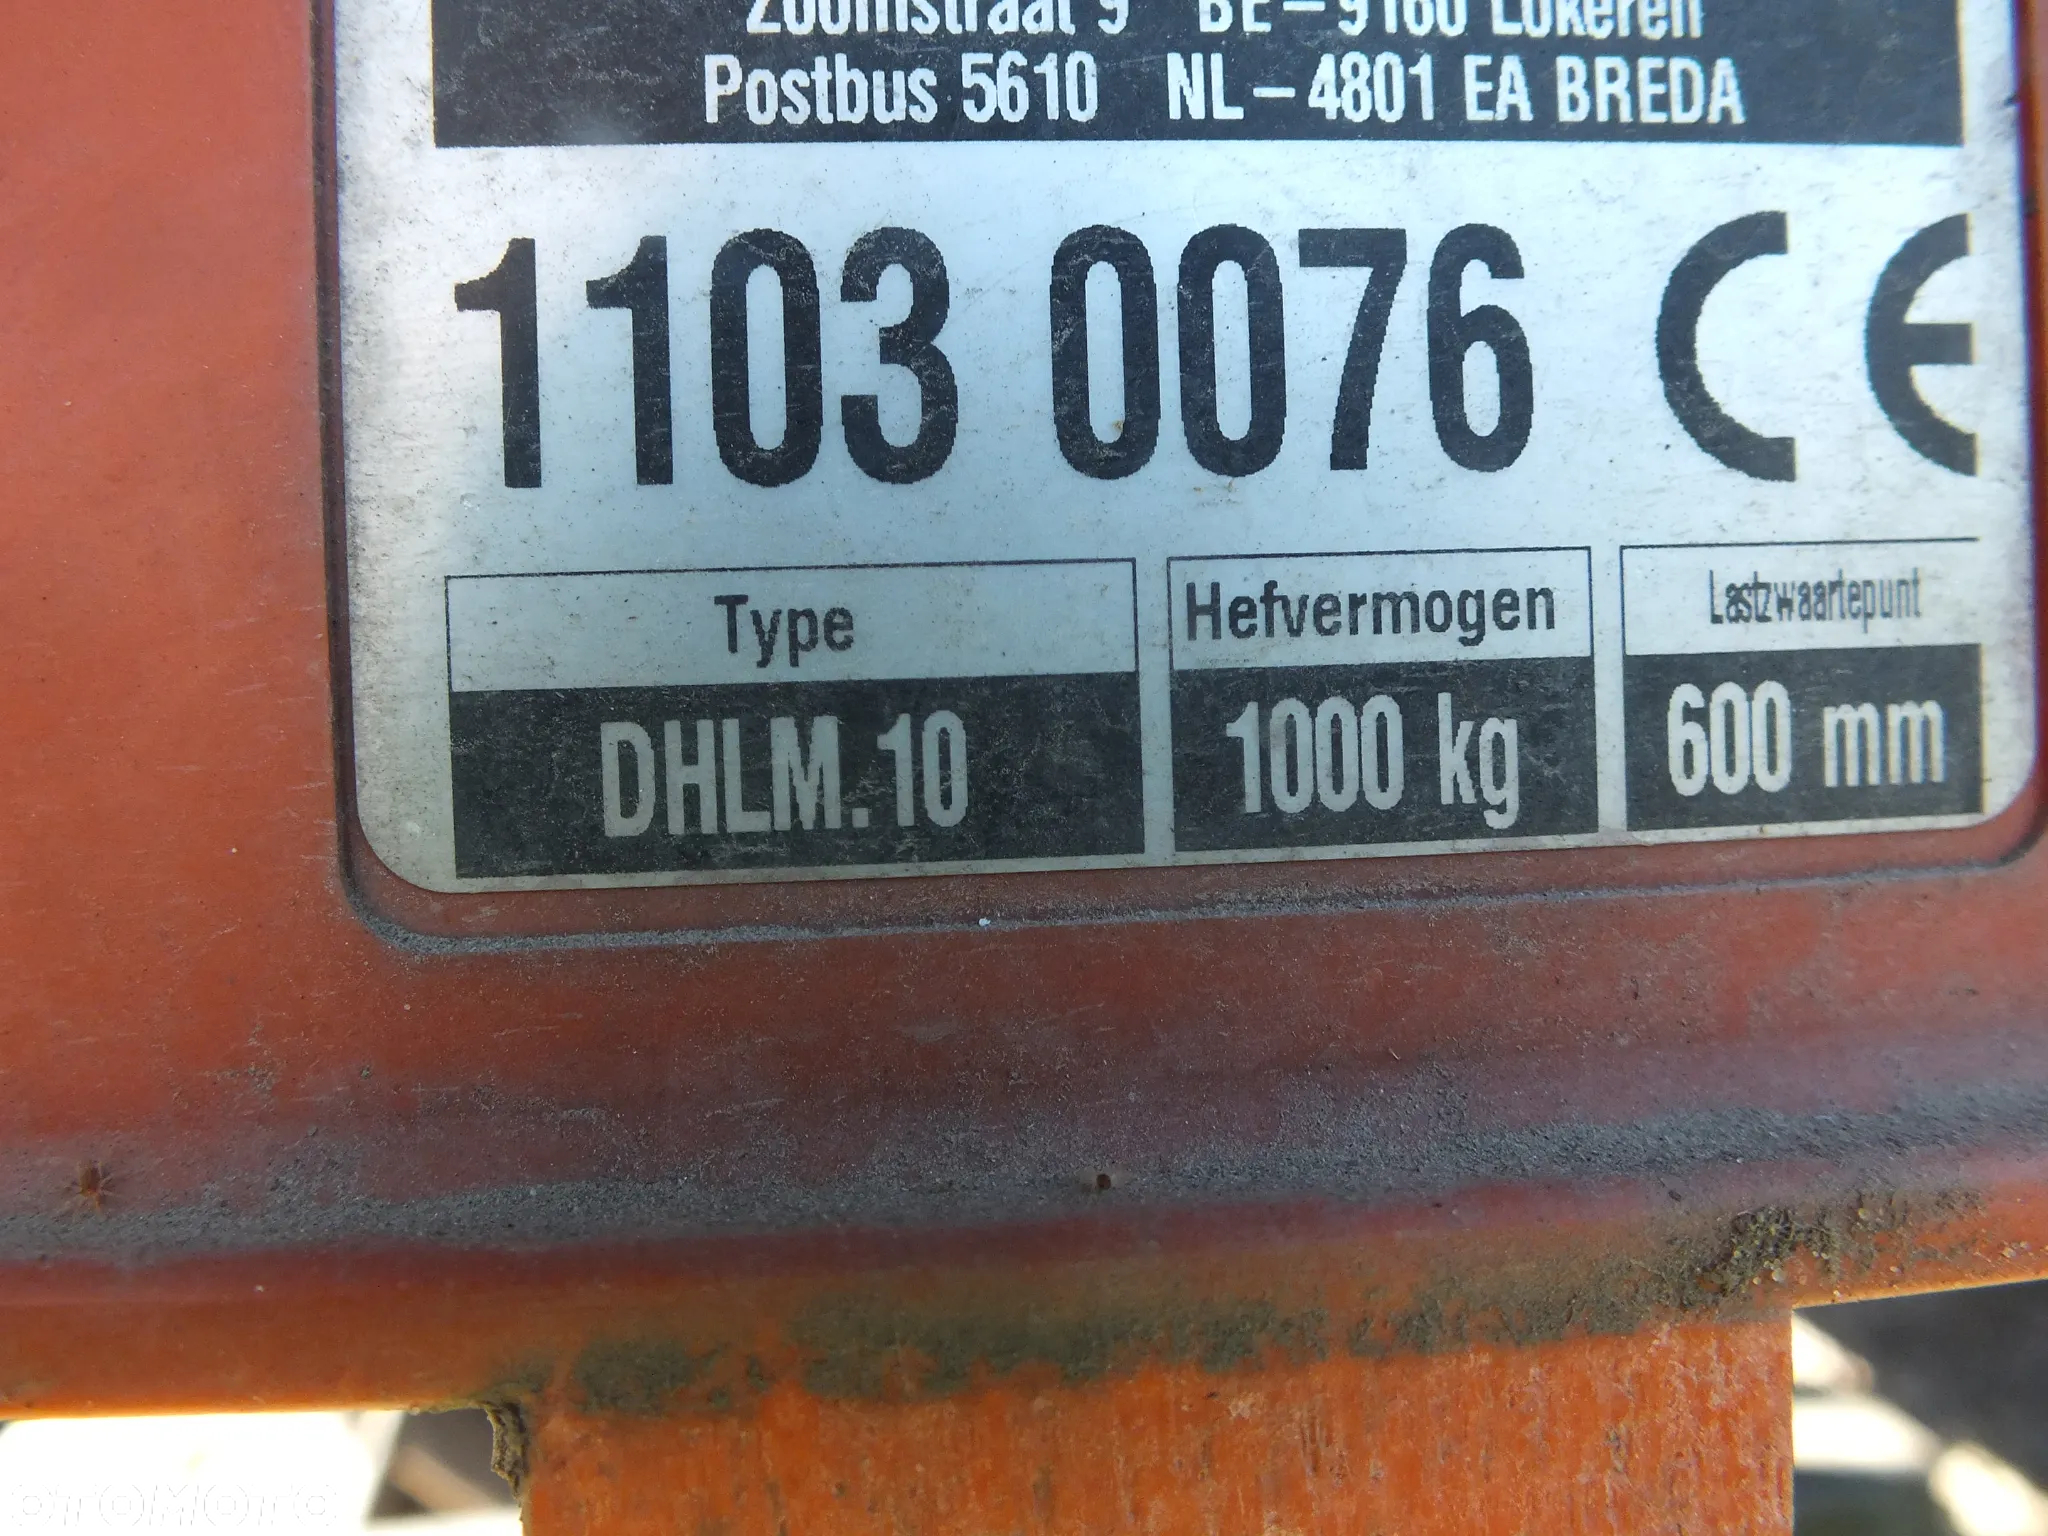 Zoomstraat 9 BE-9160 Lokeren
Postbus 5610 NL-4801 EA BREDA
1103 0076 CE
Type Hefvermogen Lastzwaartepunt
DHLM.10 1000 kg 600 mm
OTOMOTO